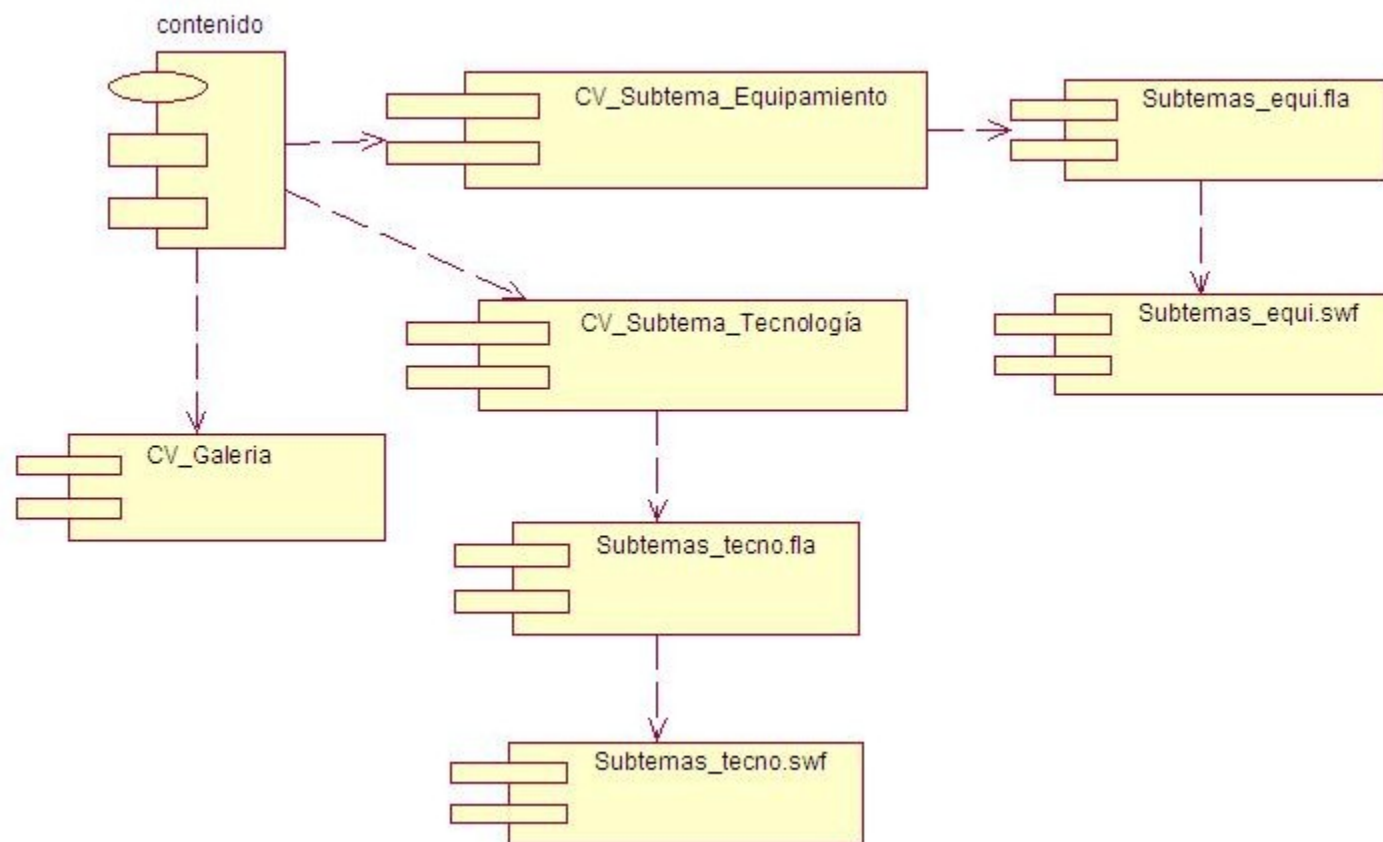 contenido
CV_Subtema_Equipamiento
Subtemas_equi.fla
CV_Subtema_Tecnología
Subtemas_equi.swf
CV_Galeria
Subtemas_tecno.fla
Subtemas_tecno.swf